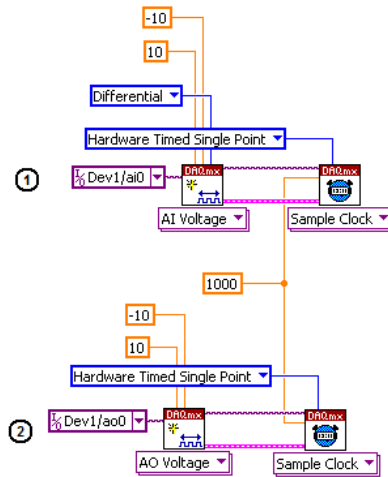 -10
10
Differential
Hardware Timed Single Point
1
I/O Dev1/ai0
DAQmx
DAQmx
AI Voltage
Sample Clock
1000
-10
10
Hardware Timed Single Point
2
I/O Dev1/ao0
DAQmx
DAQmx
AO Voltage
Sample Clock